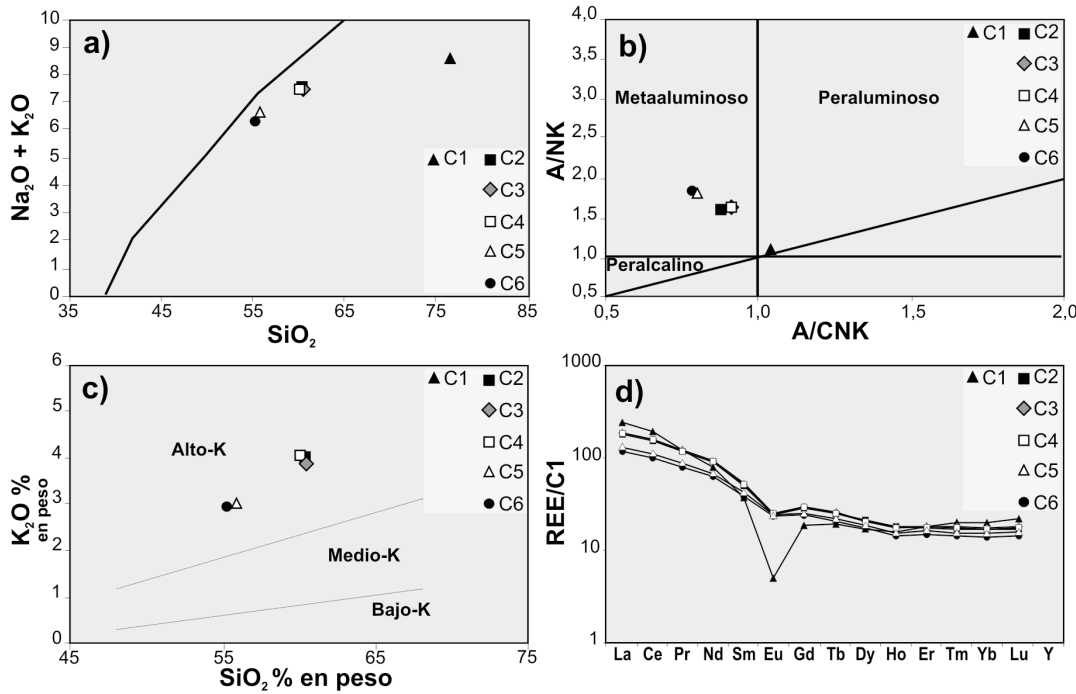 a)
Na₂O + K₂O
10
9
8
7
6
5
4
3
2
1
0
35
45
55
65
75
85
SiO₂
C1
C2
C3
C4
C5
C6
b)
A/NK
4,0
3,5
3,0
2,5
2,0
1,5
1,0
0,5
Metaaluminoso
Peraluminoso
Peralcalino
0,5
1,0
1,5
2,0
A/CNK
C1
C2
C3
C4
C5
C6
c)
K₂O %
en peso
6
5
4
3
2
1
0
Alto-K
Medio-K
Bajo-K
45
55
65
75
SiO₂ % en peso
C1
C2
C3
C4
C5
C6
d)
REE/C1
1000
100
10
1
La Ce Pr Nd Sm Eu Gd Tb Dy Ho Er Tm Yb Lu Y
C1
C2
C3
C4
C5
C6